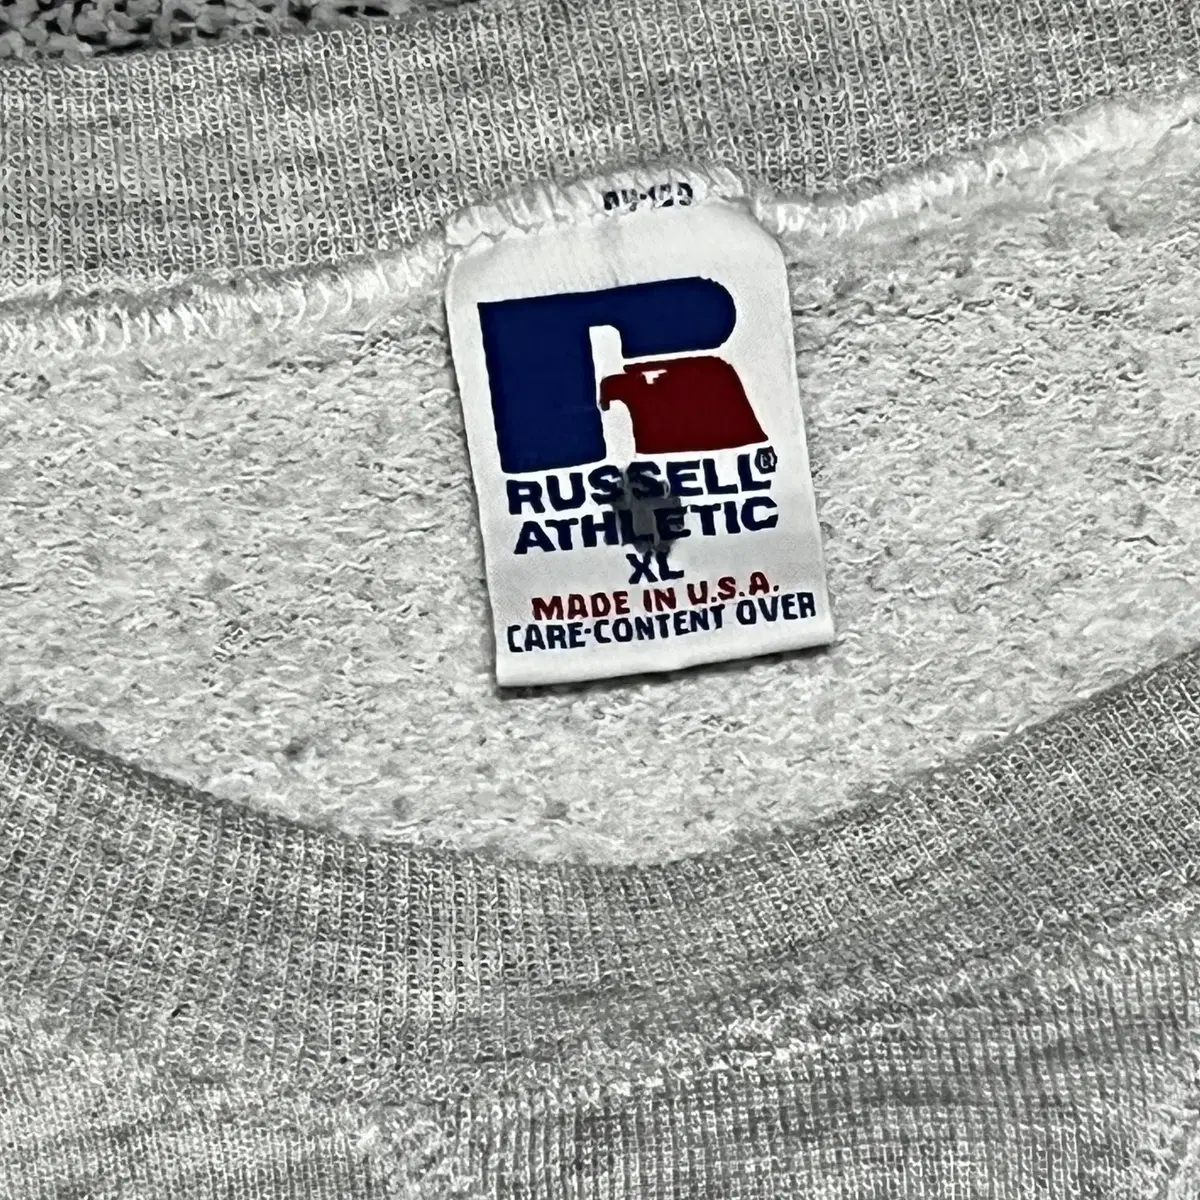 RUSSELL®
ATHLETIC
XL
MADE IN U.S.A.
CARE-CONTENT OVER